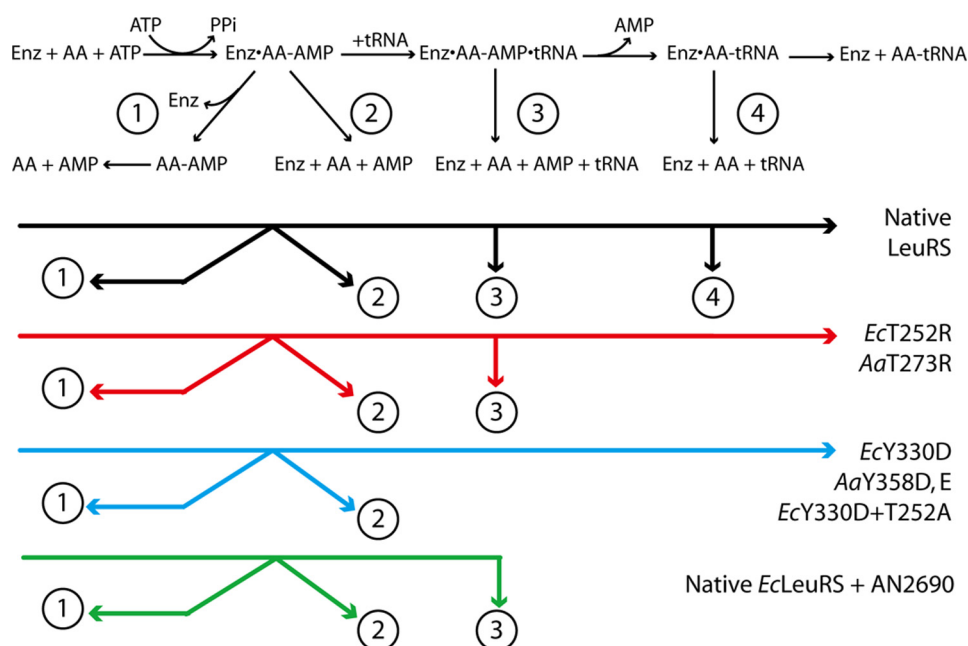 ATP PPi AMP
Enz + AA + ATP Enz•AA-AMP +tRNA Enz•AA-AMP•tRNA Enz•AA-tRNA Enz + AA-tRNA
1 Enz 2 3 4
AA + AMP AA-AMP Enz + AA + AMP Enz + AA + AMP + tRNA Enz + AA + tRNA
Native
LeuRS
1 2 3 4
EcT252R
AaT273R
1 2 3
EcY330D
AaY358D, E
EcY330D+T252A
1 2
Native EcLeuRS + AN2690
1 2 3